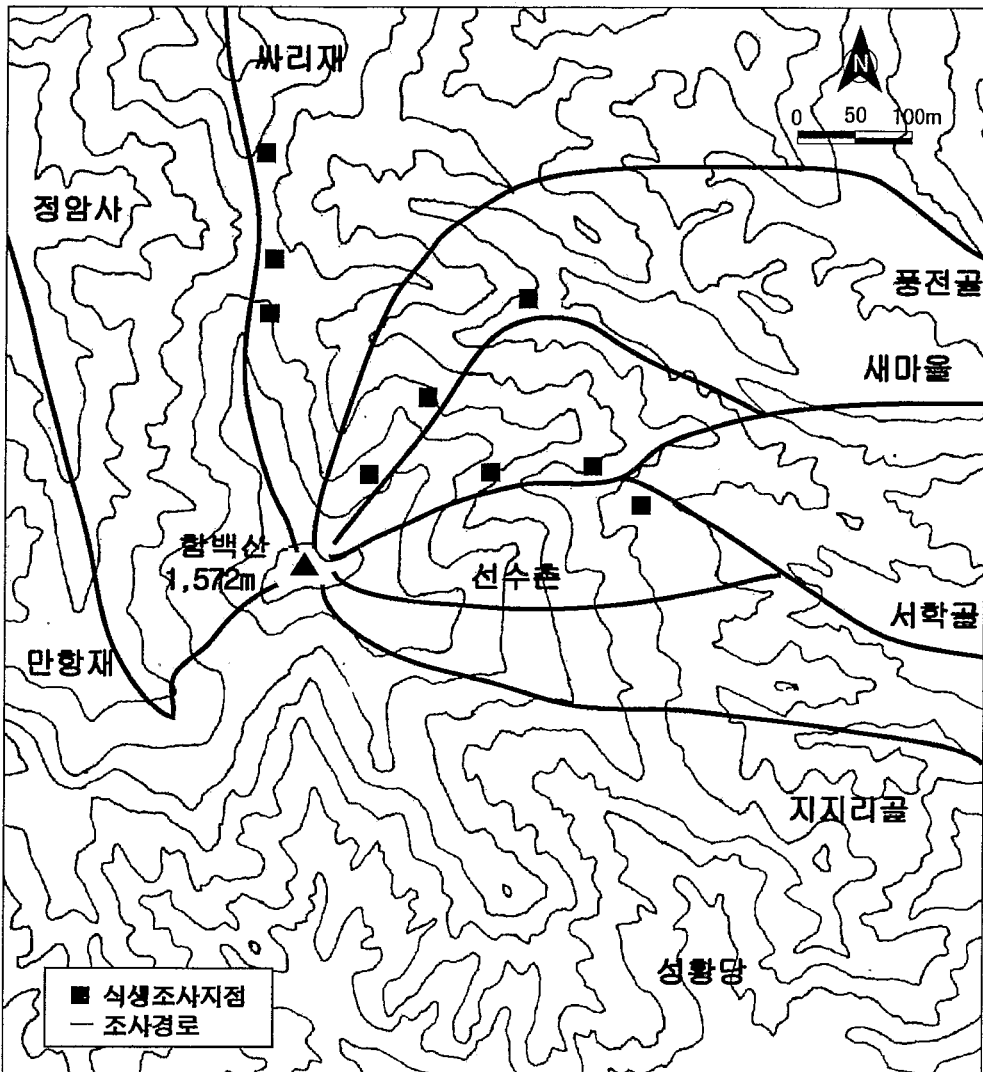 싸리재
N
0 50 100m
정암사
풍전골
새마을
함백산
1,572m
선수촌
서학골
만항재
지지리골
성황당
식생조사지점
조사경로